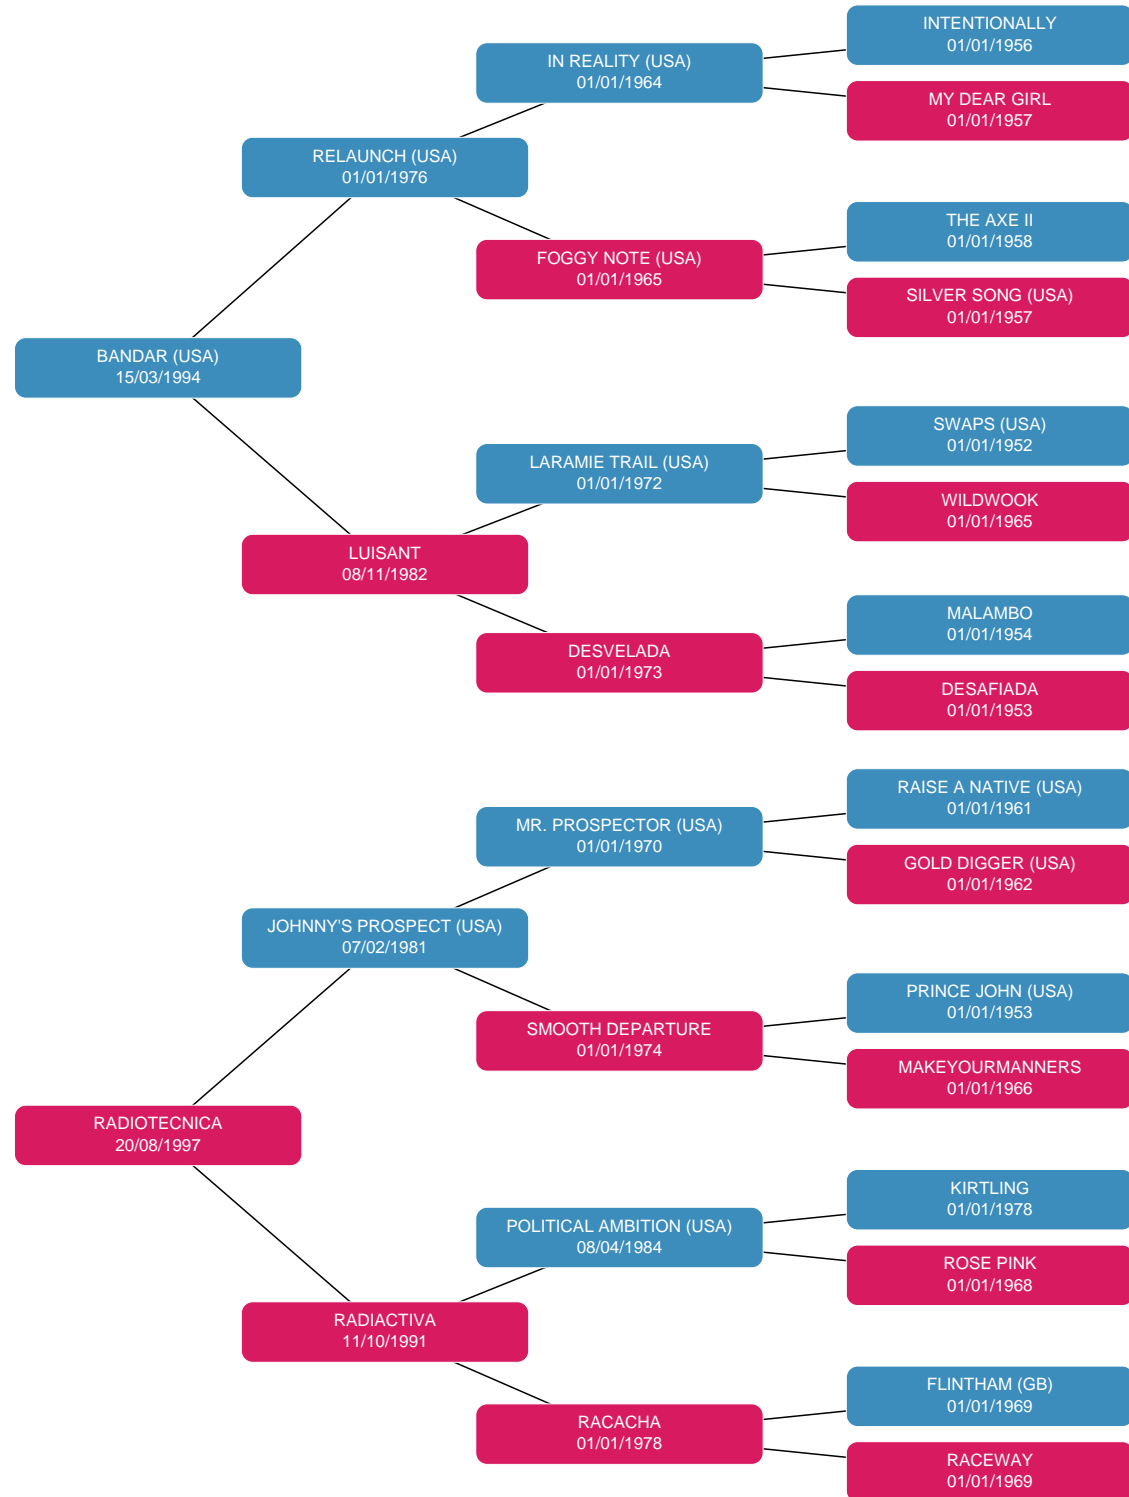 INTENTIONALLY
01/01/1956
IN REALITY (USA)
01/01/1964
MY DEAR GIRL
01/01/1957
RELAUNCH (USA)
01/01/1976
THE AXE II
01/01/1958
FOGGY NOTE (USA)
01/01/1965
SILVER SONG (USA)
01/01/1957
BANDAR (USA)
15/03/1994
SWAPS (USA)
01/01/1952
LARAMIE TRAIL (USA)
01/01/1972
WILDWOOK
01/01/1965
LUISANT
08/11/1982
MALAMBO
01/01/1954
DESVELADA
01/01/1973
DESAFIADA
01/01/1953
RAISE A NATIVE (USA)
01/01/1961
MR. PROSPECTOR (USA)
01/01/1970
GOLD DIGGER (USA)
01/01/1962
JOHNNY'S PROSPECT (USA)
07/02/1981
PRINCE JOHN (USA)
01/01/1953
SMOOTH DEPARTURE
01/01/1974
MAKEYOURMANNERS
01/01/1966
RADIOTECNICA
20/08/1997
KIRTLING
01/01/1978
POLITICAL AMBITION (USA)
08/04/1984
ROSE PINK
01/01/1968
RADIACTIVA
11/10/1991
FLINTHAM (GB)
01/01/1969
RACACHA
01/01/1978
RACEWAY
01/01/1969